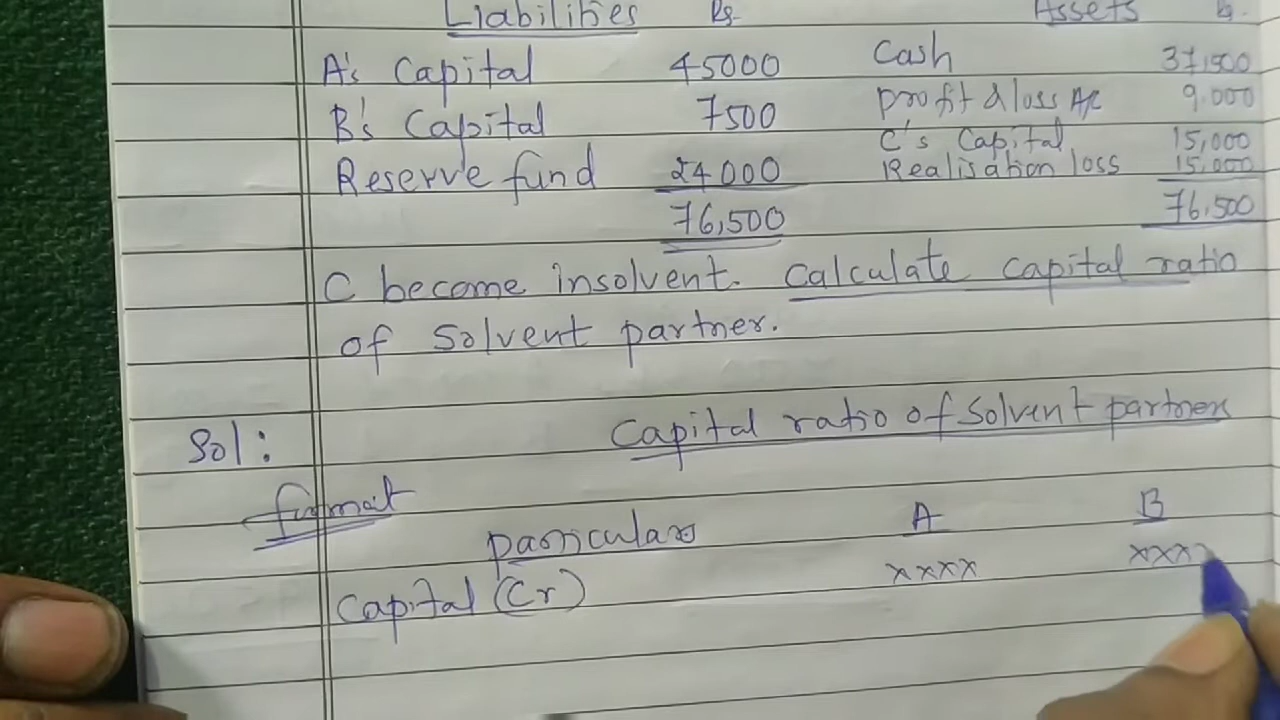 Liabilities Rs. Assets Rs.
A's Capital 45000 Cash 37,500
B's Capital 7500 profit & loss A/c 9,000
C's Capital 15,000
Reserve fund 24000 Realisation loss 15,000
76,500 76,500
C become insolvent. Calculate capital ratio
of solvent partner.
Sol: Capital ratio of Solvent partners
format
particulars A B
Capital (Cr) xxxx xxxx